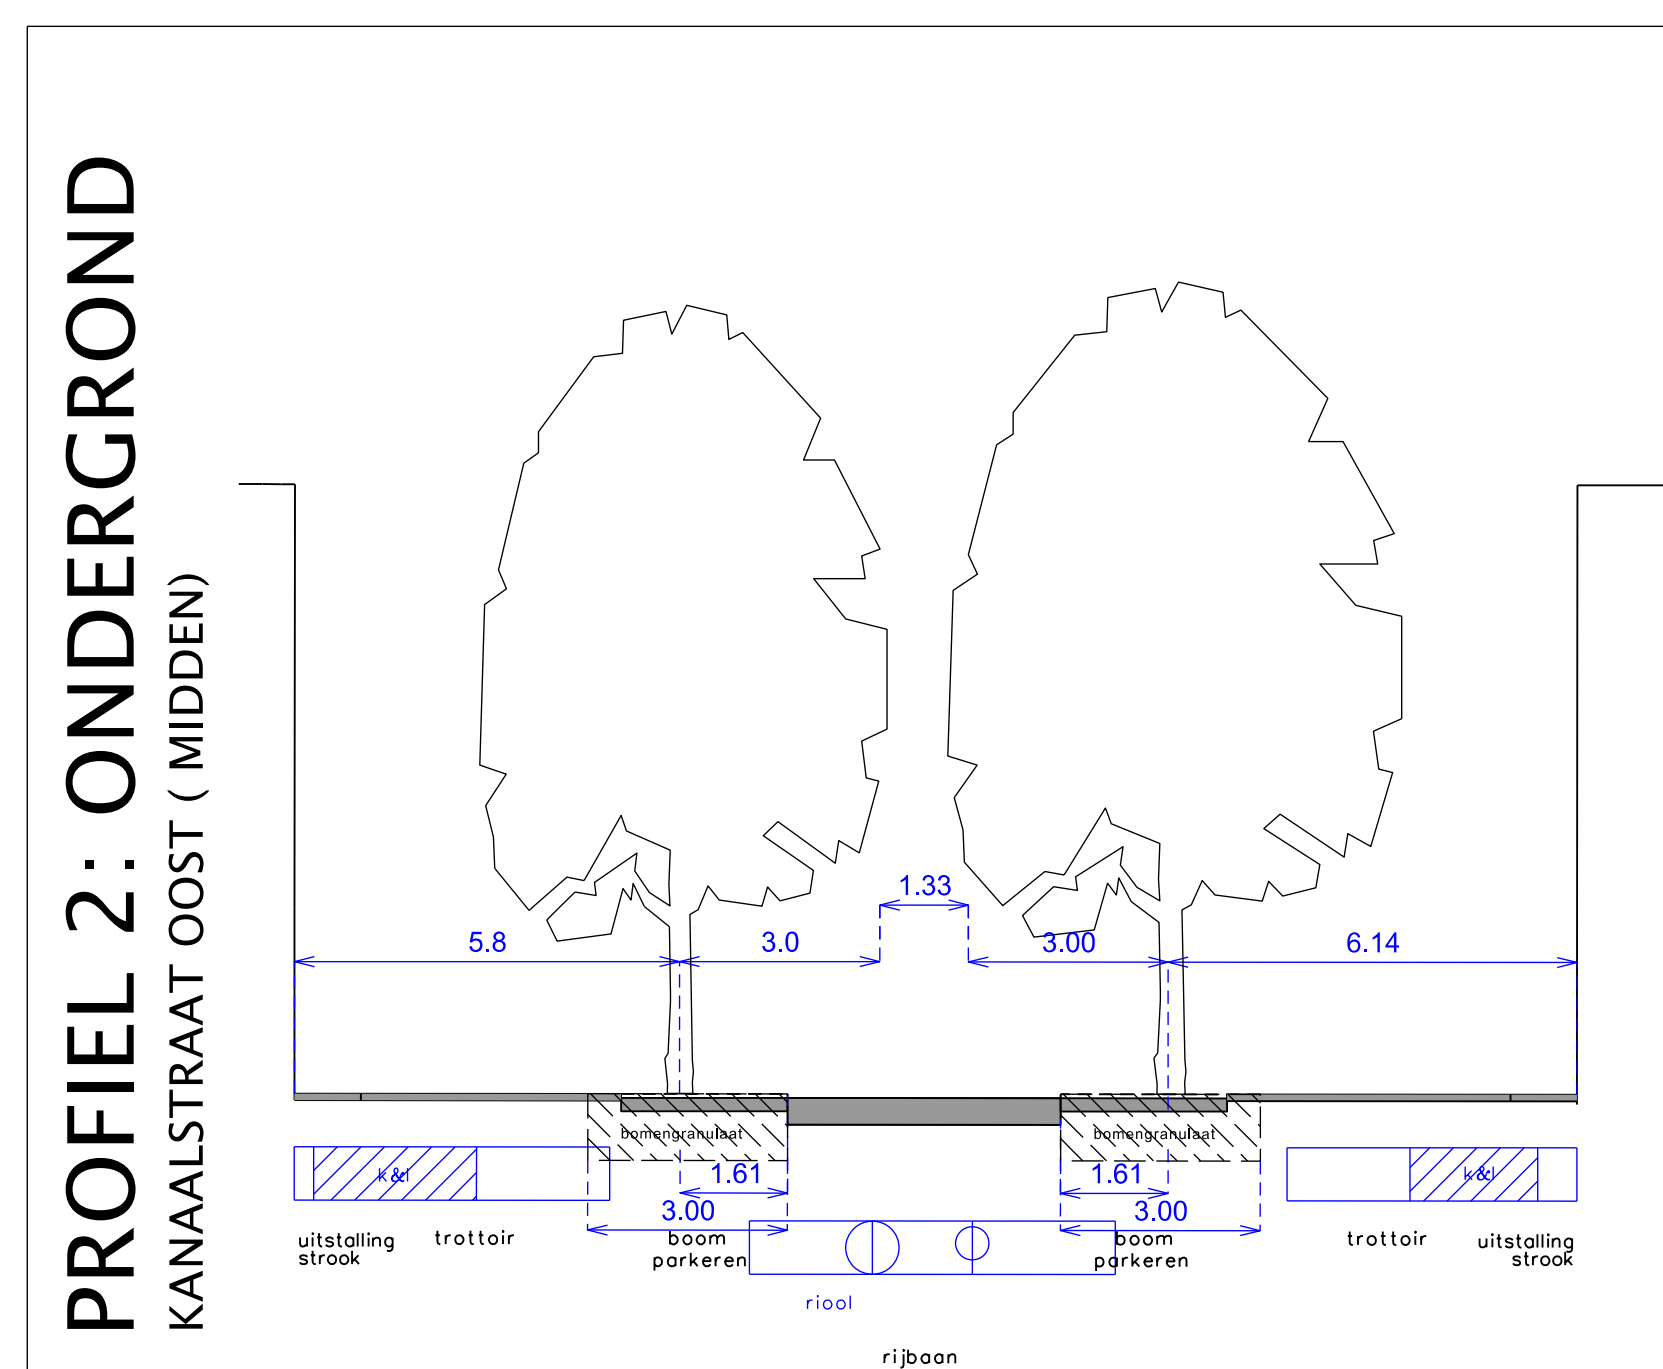 PROFIEL 2: ONDERGROND
KANAALSTRAAT OOST ( MIDDEN)
1.33
5.8
3.0
3.00
6.14
bomengranulaat
bomengranulaat
k&l
1.61
1.61
k&l
3.00
3.00
uitstalling
strook
trottoir
boom
parkeren
boom
parkeren
trottoir
uitstalling
strook
riool
rijbaan